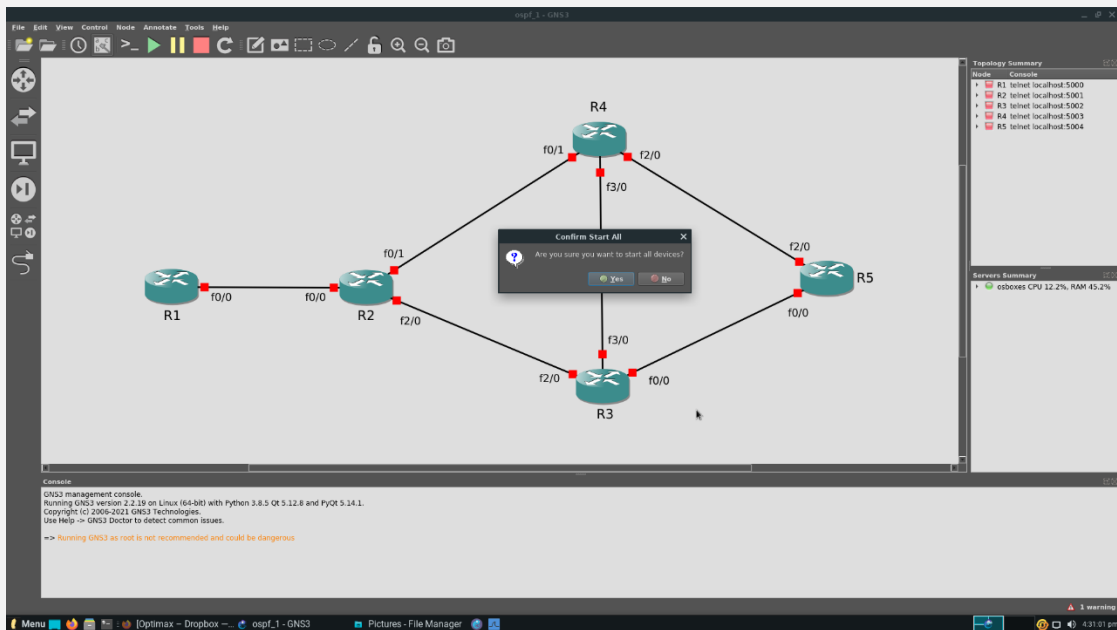 ospf_1 - GNS3
File Edit View Control Node Annotate Tools Help
Topology Summary
Node Console
R1 telnet localhost:5000
R2 telnet localhost:5001
R3 telnet localhost:5002
R4 telnet localhost:5003
R5 telnet localhost:5004
R4
f0/1
f2/0
f3/0
Confirm Start All
Are you sure you want to start all devices?
Yes No
f0/1
f2/0
R5
f0/0
f0/0
f0/0
R1
R2
f2/0
f3/0
f2/0
f0/0
R3
Servers Summary
osboxes CPU 12.2%, RAM 45.2%
Console
GNS3 management console.
Running GNS3 version 2.2.19 on Linux (64-bit) with Python 3.8.5 Qt 5.12.8 and PyQt 5.14.1.
Copyright (c) 2006-2021 GNS3 Technologies.
Use Help -> GNS3 Doctor to detect common issues.
=> Running GNS3 as root is not recommended and could be dangerous
1 warning
Menu [Optimax – Dropbox —... ospf_1 - GNS3 Pictures - File Manager 4:31:01 pm